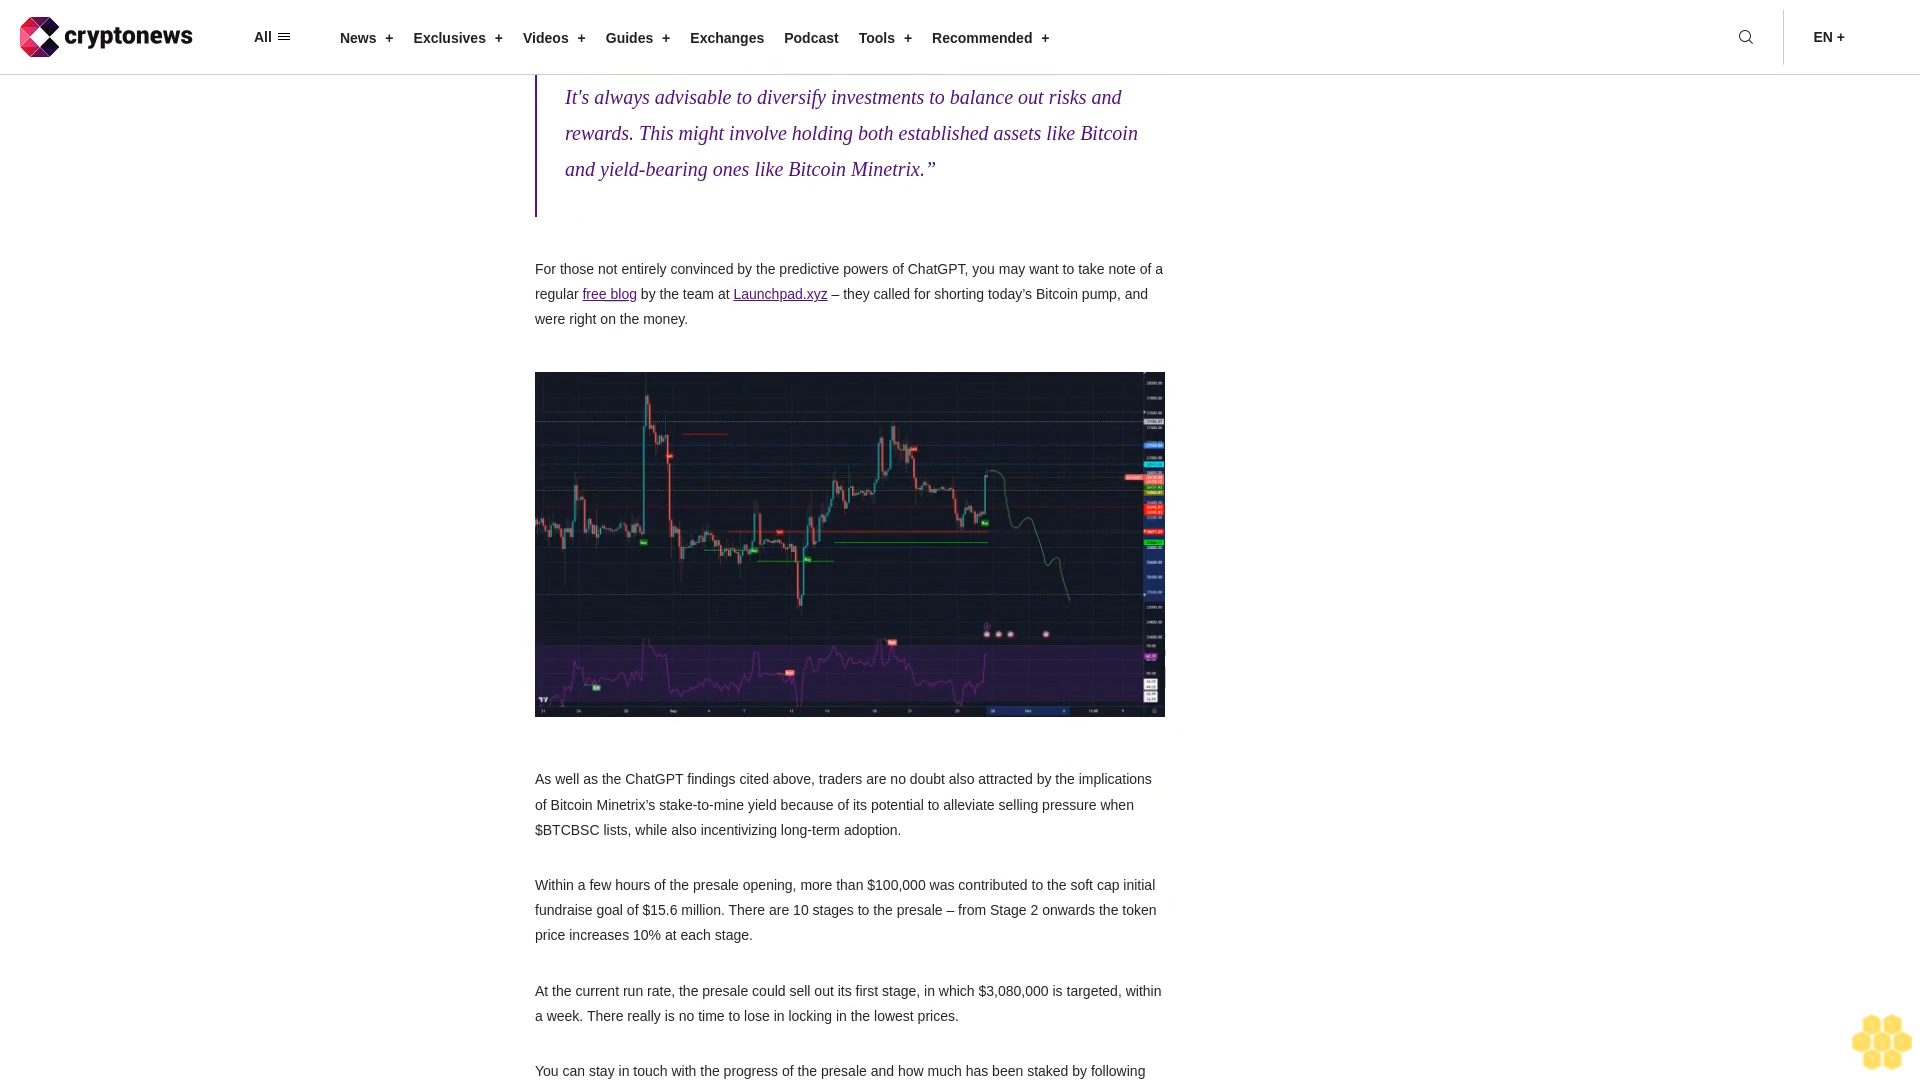 cryptonews
All
News + Exclusives + Videos + Guides + Exchanges Podcast Tools + Recommended +
EN +
It's always advisable to diversify investments to balance out risks and
rewards. This might involve holding both established assets like Bitcoin
and yield-bearing ones like Bitcoin Minetrix.”
For those not entirely convinced by the predictive powers of ChatGPT, you may want to take note of a
regular free blog by the team at Launchpad.xyz – they called for shorting today’s Bitcoin pump, and
were right on the money.
As well as the ChatGPT findings cited above, traders are no doubt also attracted by the implications
of Bitcoin Minetrix’s stake-to-mine yield because of its potential to alleviate selling pressure when
$BTCBSC lists, while also incentivizing long-term adoption.
Within a few hours of the presale opening, more than $100,000 was contributed to the soft cap initial
fundraise goal of $15.6 million. There are 10 stages to the presale – from Stage 2 onwards the token
price increases 10% at each stage.
At the current run rate, the presale could sell out its first stage, in which $3,080,000 is targeted, within
a week. There really is no time to lose in locking in the lowest prices.
You can stay in touch with the progress of the presale and how much has been staked by following